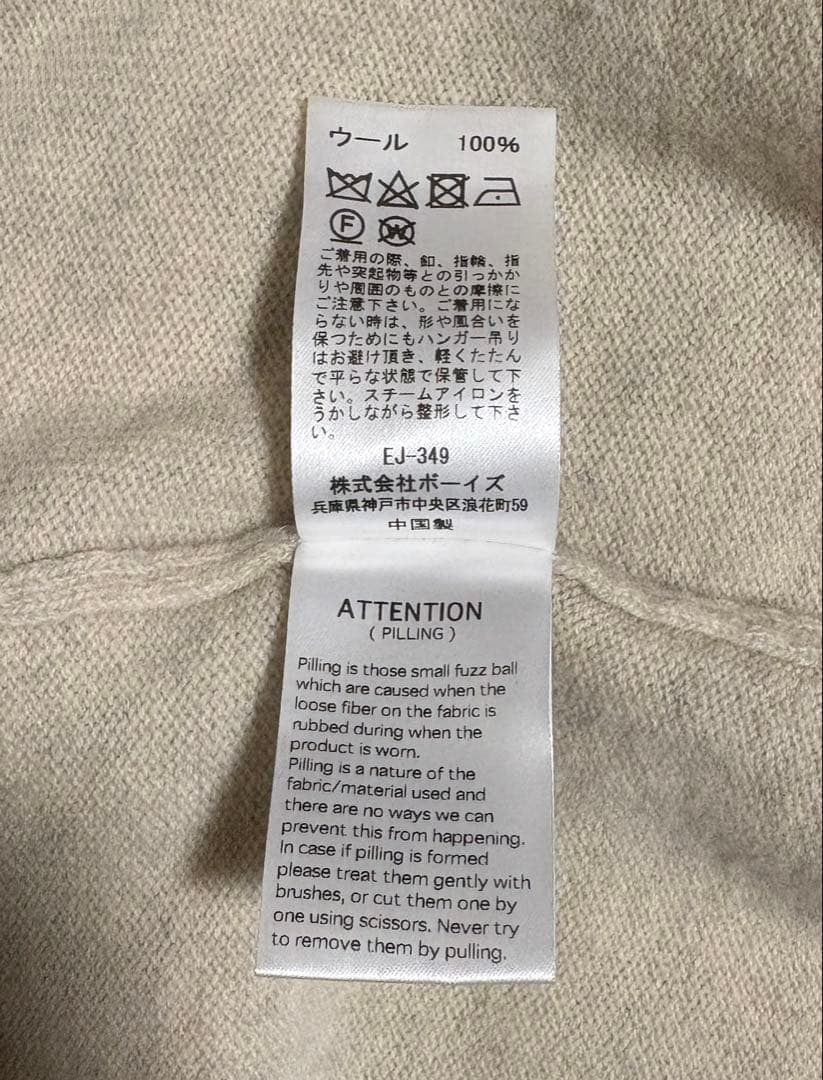 ウール 100%
F W
ご着用の際、釦、指輪、指
先や突起物等との引っかか
りや周囲のものとの摩擦に
ご注意下さい。ご着用にな
らない時は、形や風合いを
保つためにもハンガー吊り
はお避け頂き、軽くたたん
で平らな状態で保管して下
さい。スチームアイロンを
うかしながら整形して下さ
い。
EJ-349
株式会社ボーイズ
兵庫県神戸市中央区浪花町59
中国製
ATTENTION
( PILLING )
Pilling is those small fuzz ball
which are caused when the
loose fiber on the fabric is
rubbed during when the
product is worn.
Pilling is a nature of the
fabric/material used and
there are no ways we can
prevent this from happening.
In case if pilling is formed
please treat them gently with
brushes, or cut them one by
one using scissors. Never try
to remove them by pulling.